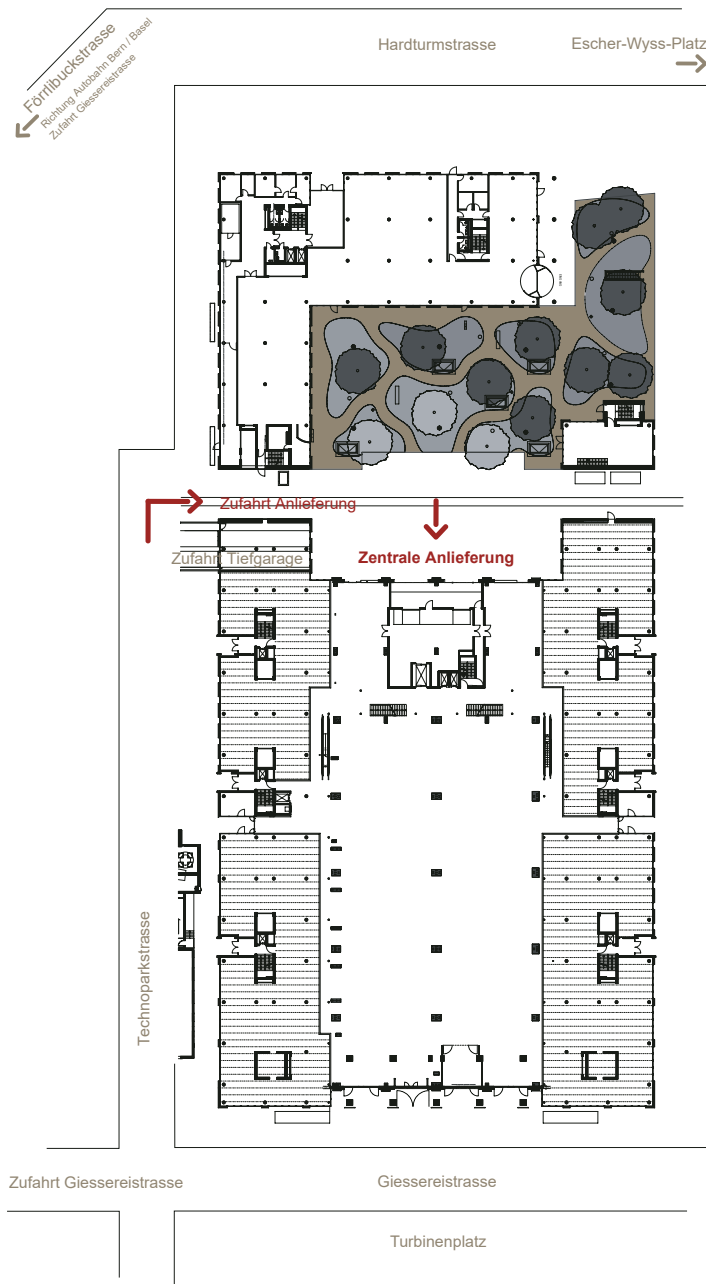 Hardturmstrasse
Escher-Wyss-Platz
Förrlibuckstrasse
Richtung Autobahn Bern / Basel
Zufahrt Giessereistrasse
Zufahrt Anlieferung
Zufahrt Tiefgarage
Zentrale Anlieferung
Technoparkstrasse
Zufahrt Giessereistrasse
Giessereistrasse
Turbinenplatz